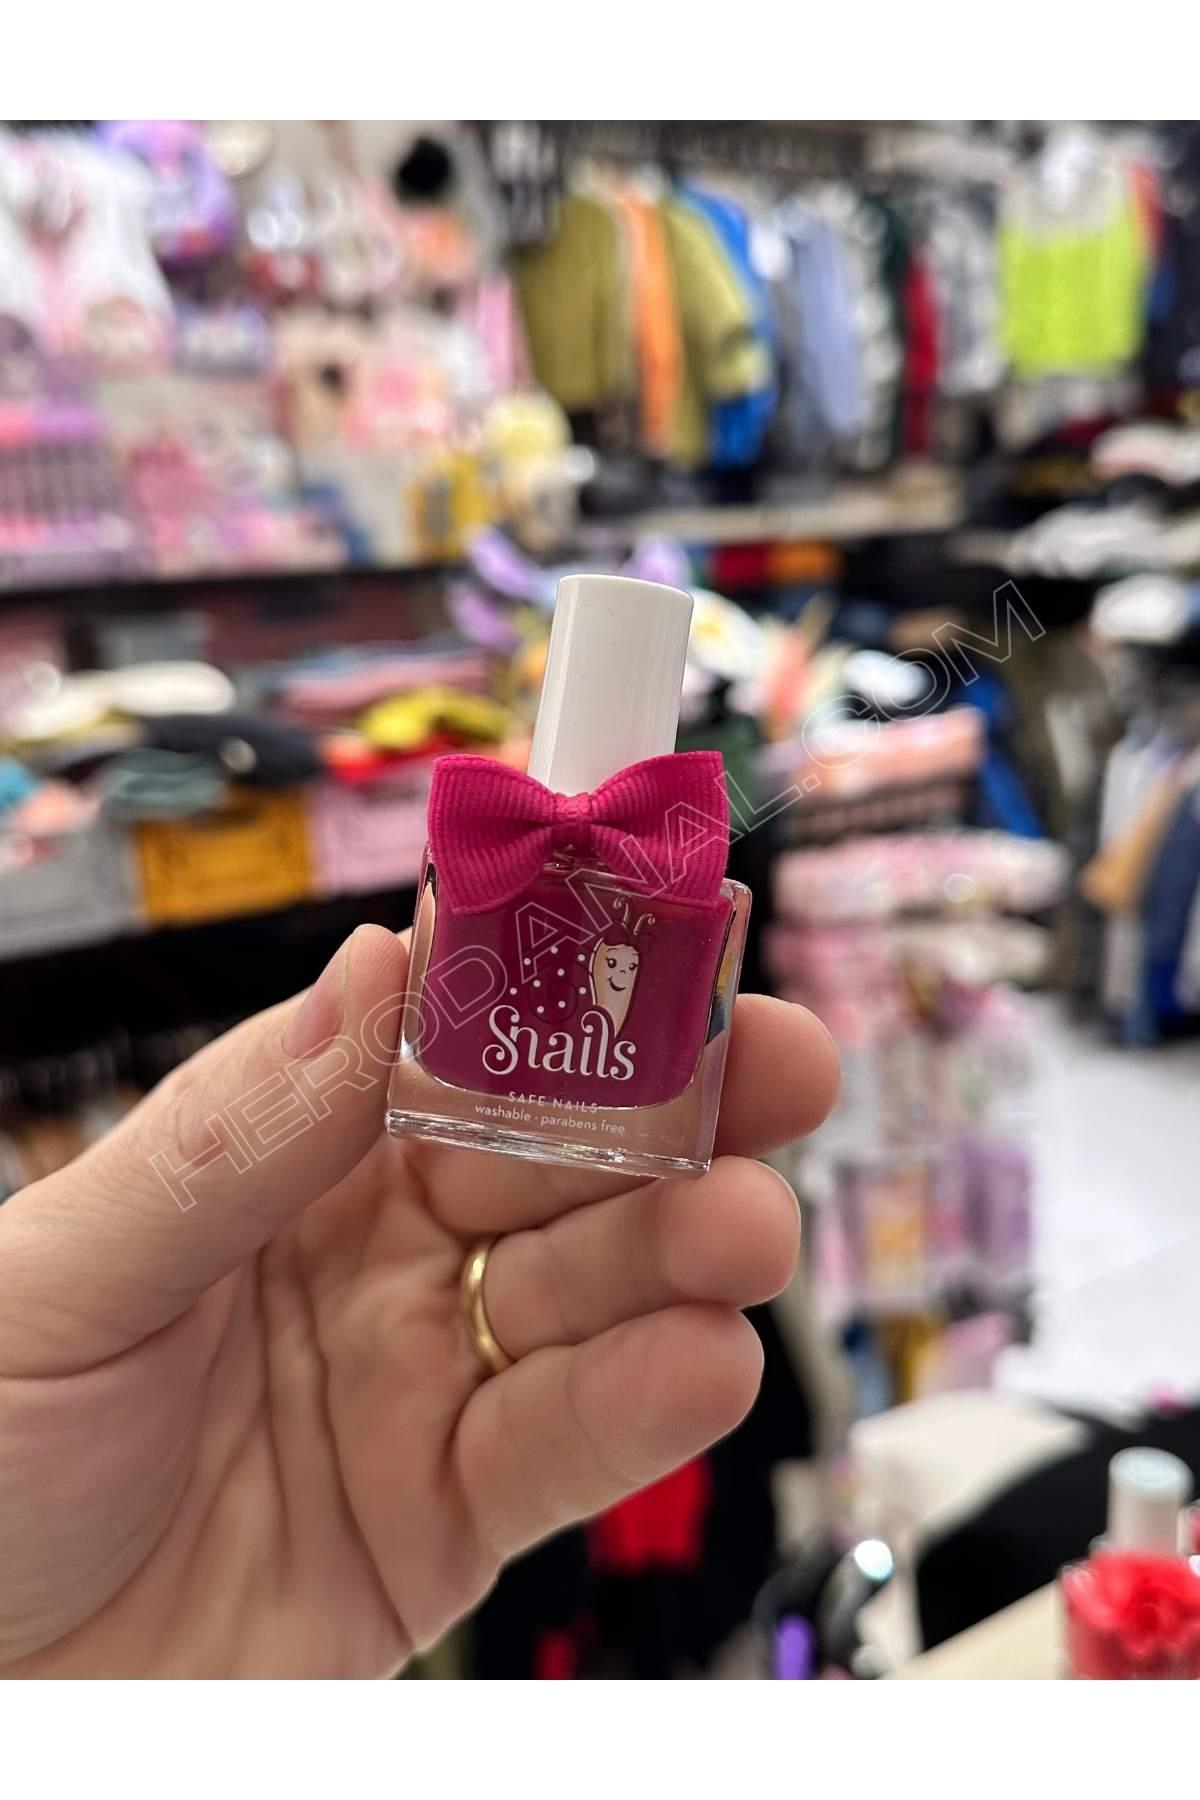 HERODANAL.COM
Snails
SAFE NAILS
washable · parabens free